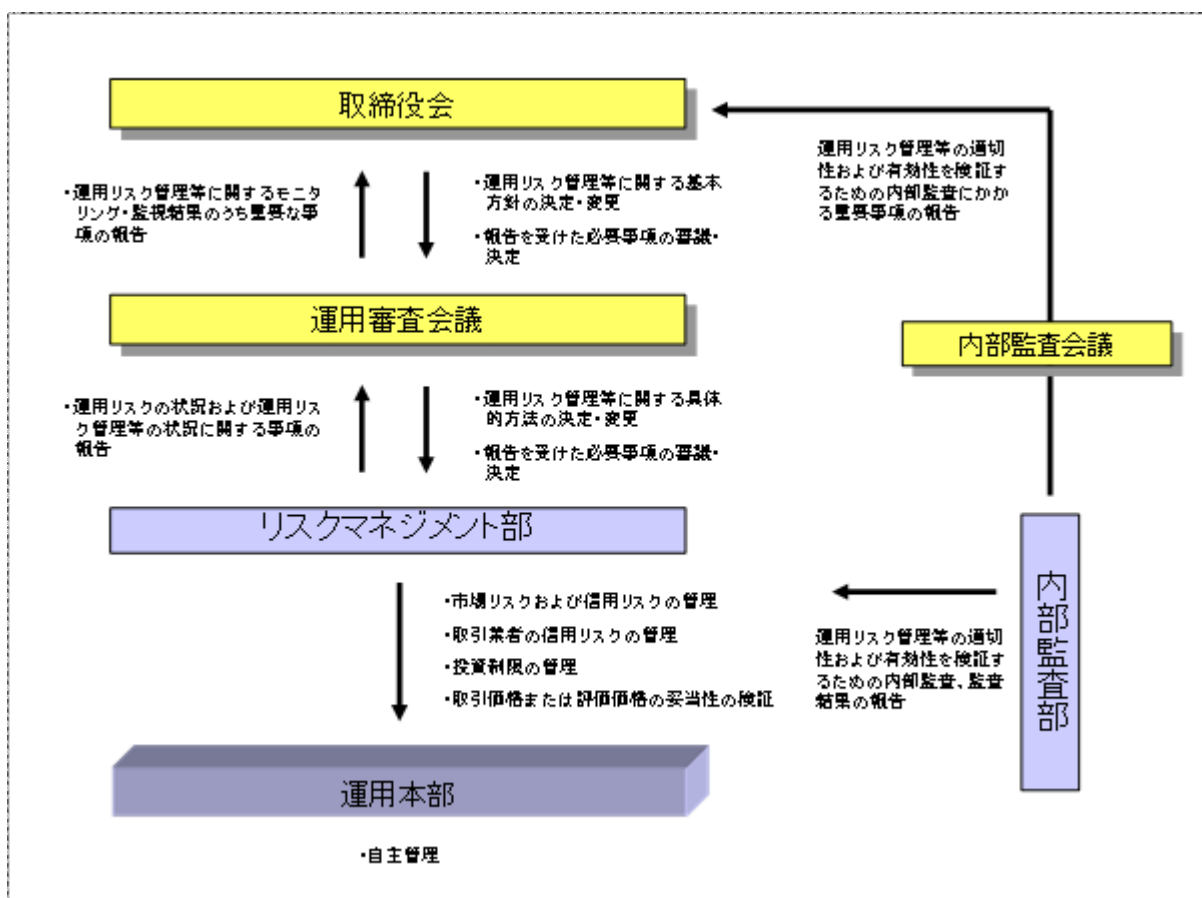 取締役会
・運用リスク管理等に関するモニ
タリング・監視結果のうち重要な事
項の報告
・運用リスク管理等に関する基本
方針の決定・変更
・報告を受けた必要事項の審議・
決定
運用リスク管理等の適切
性および有効性を検証す
るための内部監査にかか
る重要事項の報告
運用審査会議
内部監査会議
・運用リスクの状況および運用リス
ク管理等の状況に関する事項の
報告
・運用リスク管理等に関する具体
的方法の決定・変更
・報告を受けた必要事項の審議・
決定
リスクマネジメント部
内部監査部
・市場リスクおよび信用リスクの管理
・取引業者の信用リスクの管理
・投資制限の管理
・取引価格または評価価格の妥当性の検証
運用リスク管理等の適切
性および有効性を検証す
るための内部監査、監査
結果の報告
運用本部
・自主管理